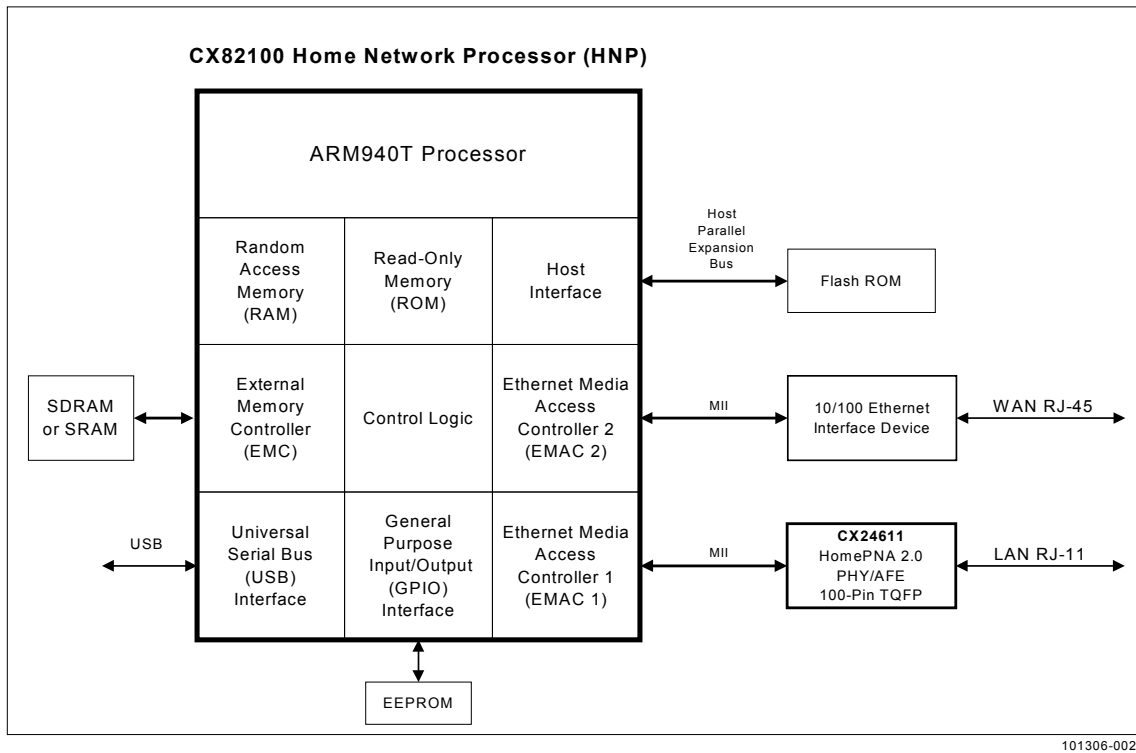 CX82100 Home Network Processor (HNP)
ARM940T Processor
Random
Access
Memory
(RAM)
Read-Only
Memory
(ROM)
Host
Interface
Host
Parallel
Expansion
Bus
Flash ROM
SDRAM
or SRAM
External
Memory
Controller
(EMC)
Control Logic
Ethernet Media
Access
Controller 2
(EMAC 2)
MII
10/100 Ethernet
Interface Device
WAN RJ-45
USB
Universal
Serial Bus
(USB)
Interface
General
Purpose
Input/Output
(GPIO)
Interface
Ethernet Media
Access
Controller 1
(EMAC 1)
MII
CX24611
HomePNA 2.0
PHY/AFE
100-Pin TQFP
LAN RJ-11
EEPROM
101306-002